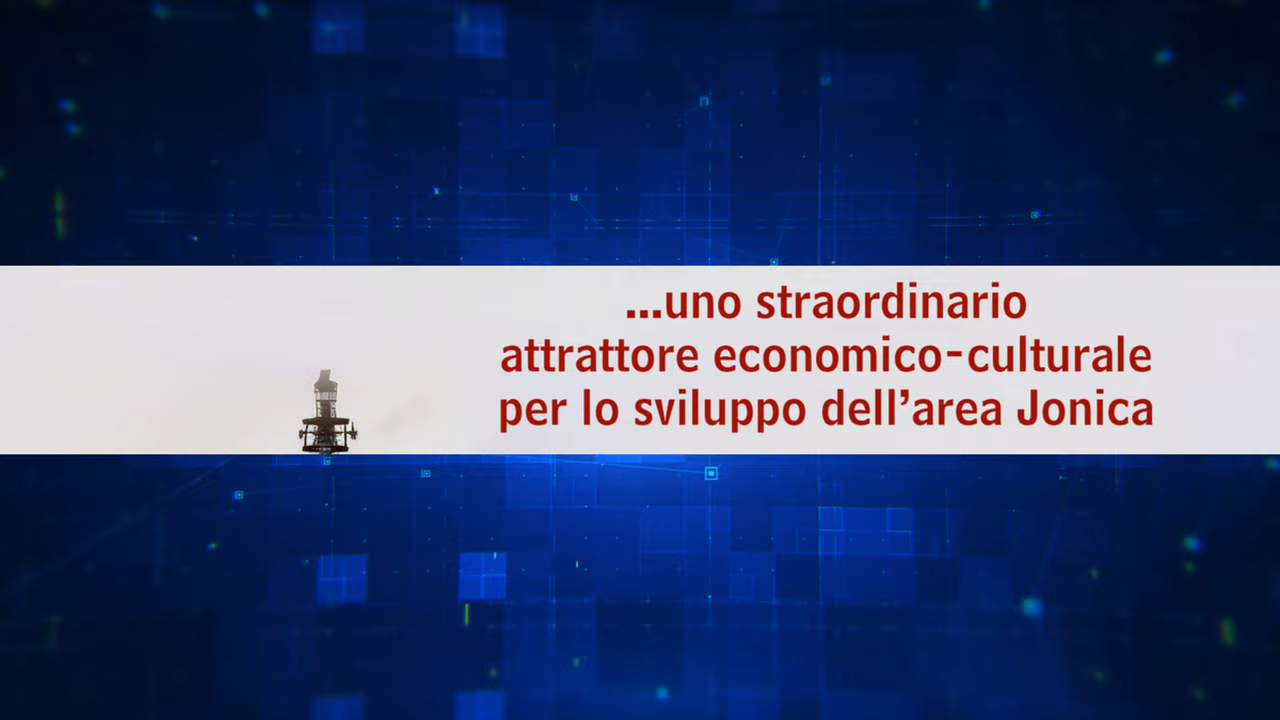 ...uno straordinario
attrattore economico-culturale
per lo sviluppo dell’area Jonica